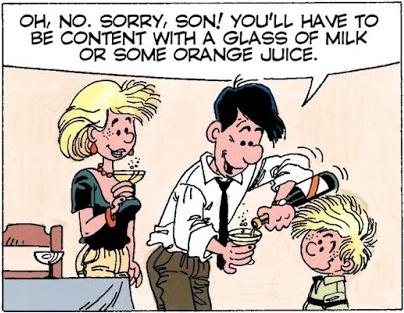 OH, NO. SORRY, SON! YOU'LL HAVE TO
BE CONTENT WITH A GLASS OF MILK
OR SOME ORANGE JUICE.